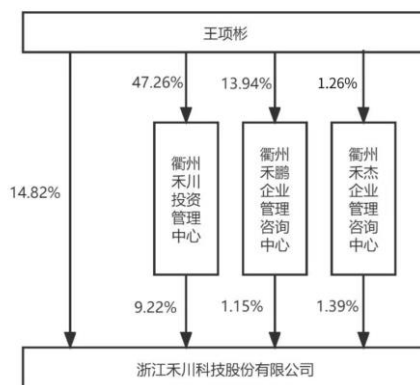 王项彬
47.26%
13.94%
1.26%
14.82%
衢州
禾川
投资
管理
中心
衢州
禾鹏
企业
管理
咨询
中心
衢州
禾杰
企业
管理
咨询
中心
9.22%
1.15%
1.39%
浙江禾川科技股份有限公司